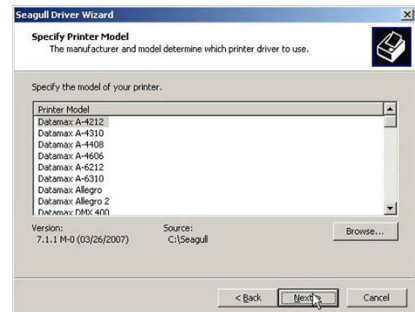 Seagull Driver Wizard
Specify Printer Model
The manufacturer and model determine which printer driver to use.
Specify the model of your printer.
Printer Model
Datamax A-4212
Datamax A-4310
Datamax A-4408
Datamax A-4606
Datamax A-6212
Datamax A-6310
Datamax Allegro
Datamax Allegro 2
Datamax DMX 400
Version:
7.1.1 M-0 (03/26/2007)
Source:
C:\Seagull
Browse...
< Back
Next >
Cancel